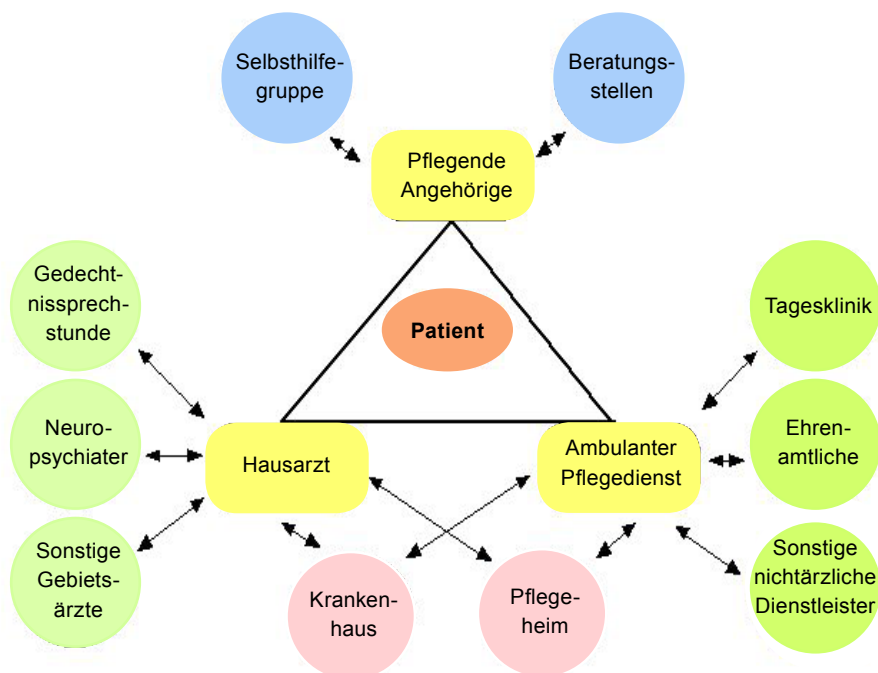 Selbsthilfe-
gruppe
Beratungs-
stellen
Pflegende
Angehörige
Gedecht-
nissprech-
stunde
Patient
Tagesklinik
Neuro-
psychiater
Hausarzt
Ambulanter
Pflegedienst
Ehren-
amtliche
Sonstige
Gebiets-
ärzte
Kranken-
haus
Pflege-
heim
Sonstige
nichtärzliche
Dienstleister